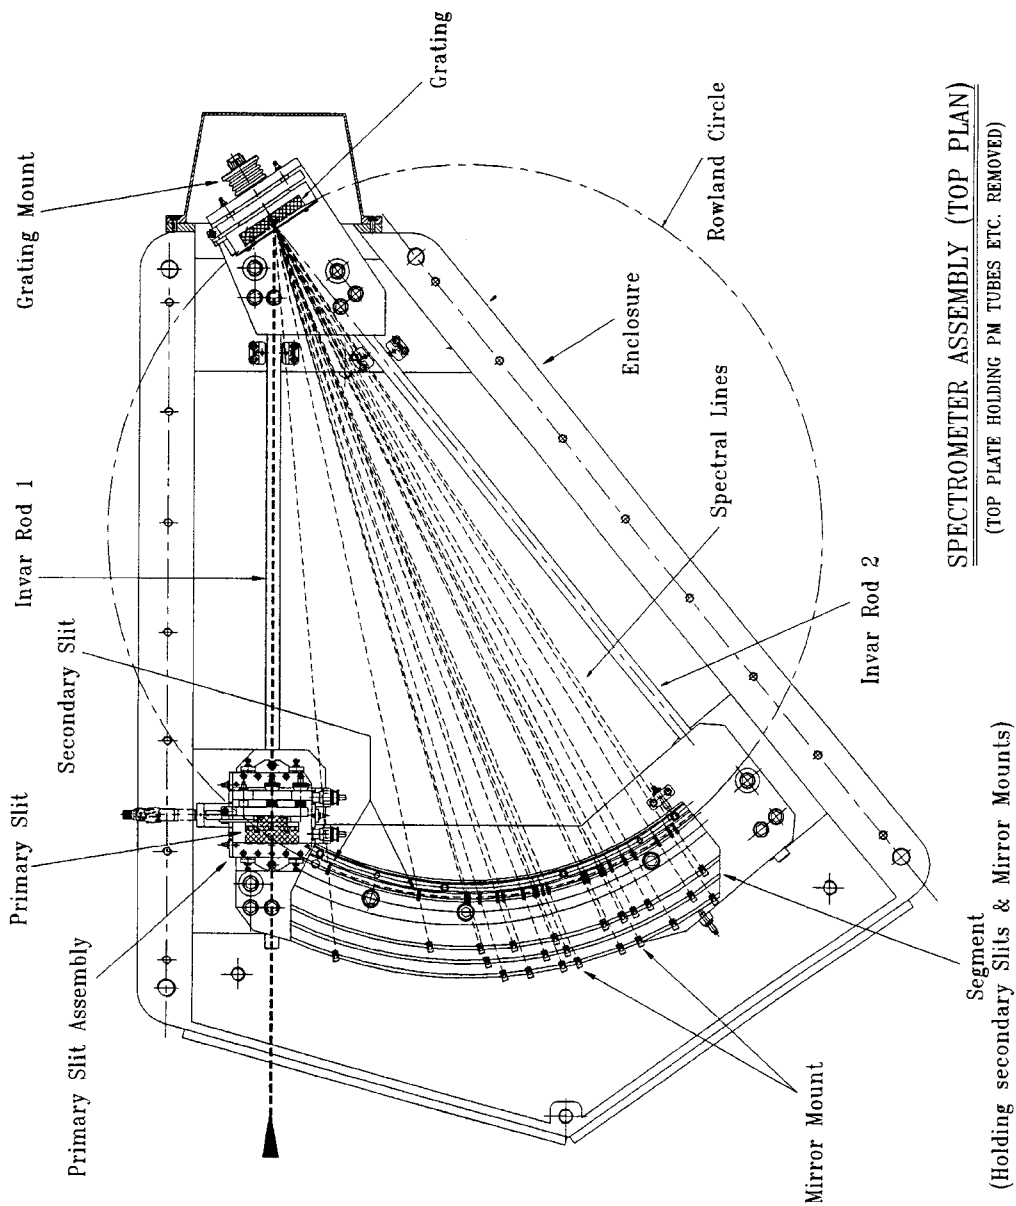 Primary Slit Assembly
Primary Slit
Secondary Slit
Invar Rod 1
Grating Mount
Grating
Rowland Circle
Enclosure
Spectral Lines
Invar Rod 2
Mirror Mount
Segment
(Holding secondary Slits & Mirror Mounts)
SPECTROMETER ASSEMBLY (TOP PLAN)
(TOP PLATE HOLDING PM TUBES ETC. REMOVED)